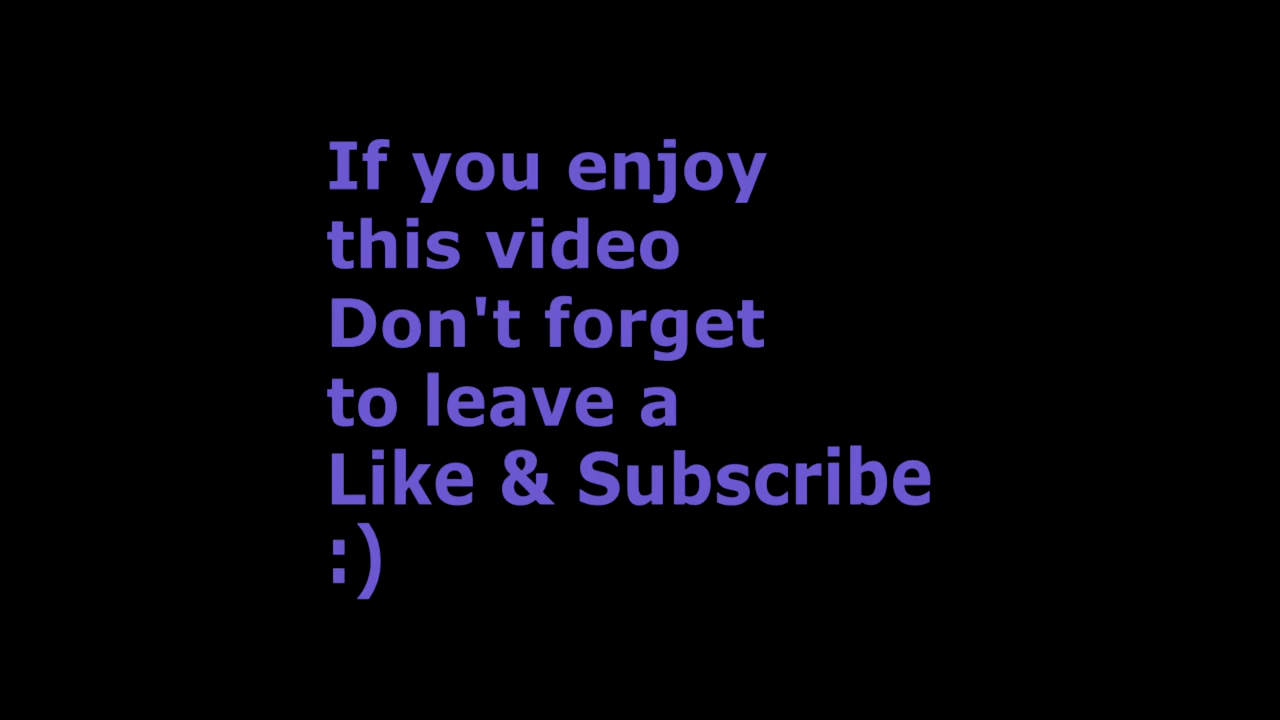 If you enjoy
this video
Don't forget
to leave a
Like & Subscribe
:)